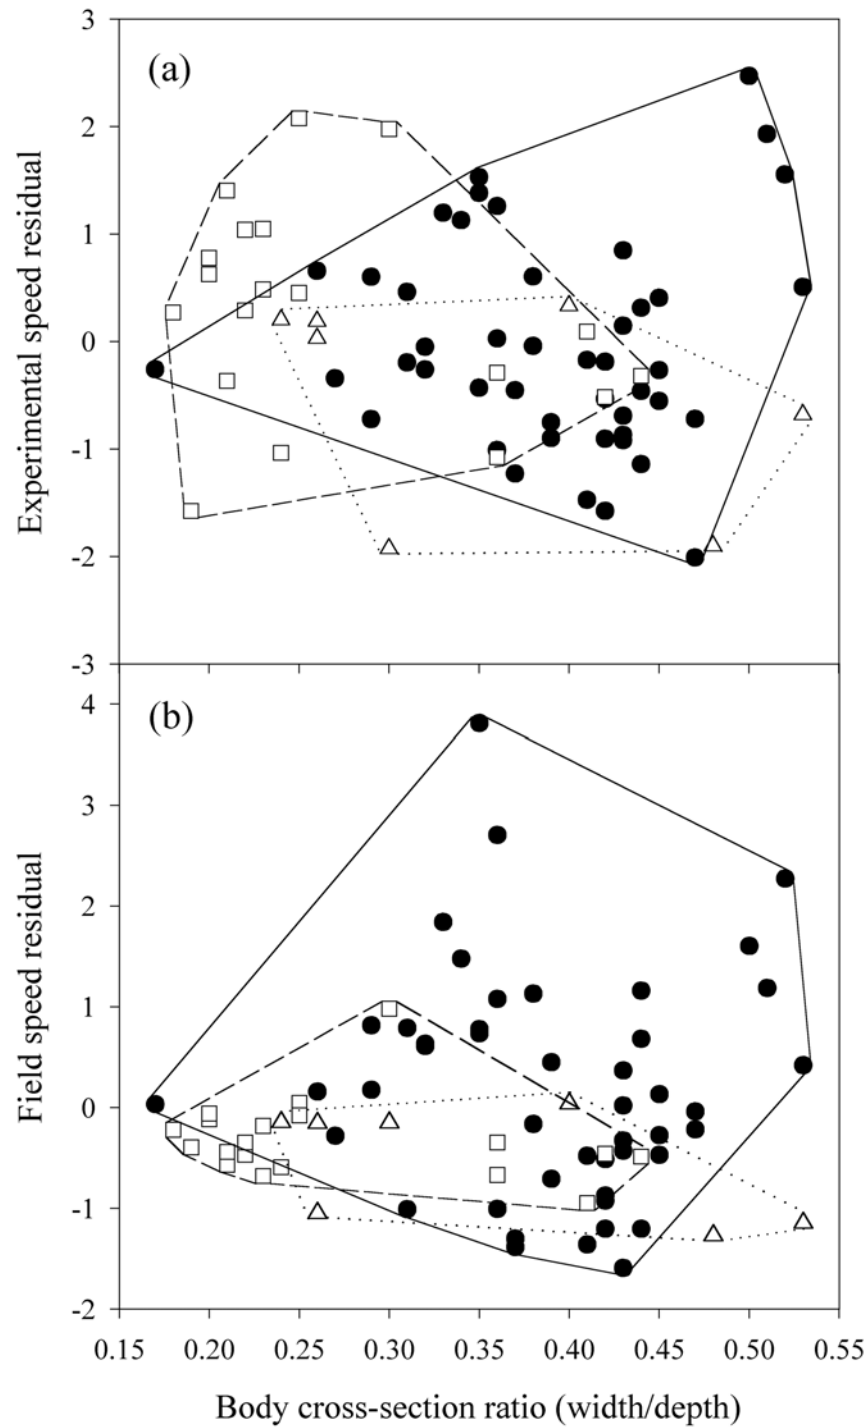 3
(a)
2
1
0
-1
-2
-3
Experimental speed residual
4
(b)
3
2
1
0
-1
-2
Field speed residual
0.15 0.20 0.25 0.30 0.35 0.40 0.45 0.50 0.55
Body cross-section ratio (width/depth)